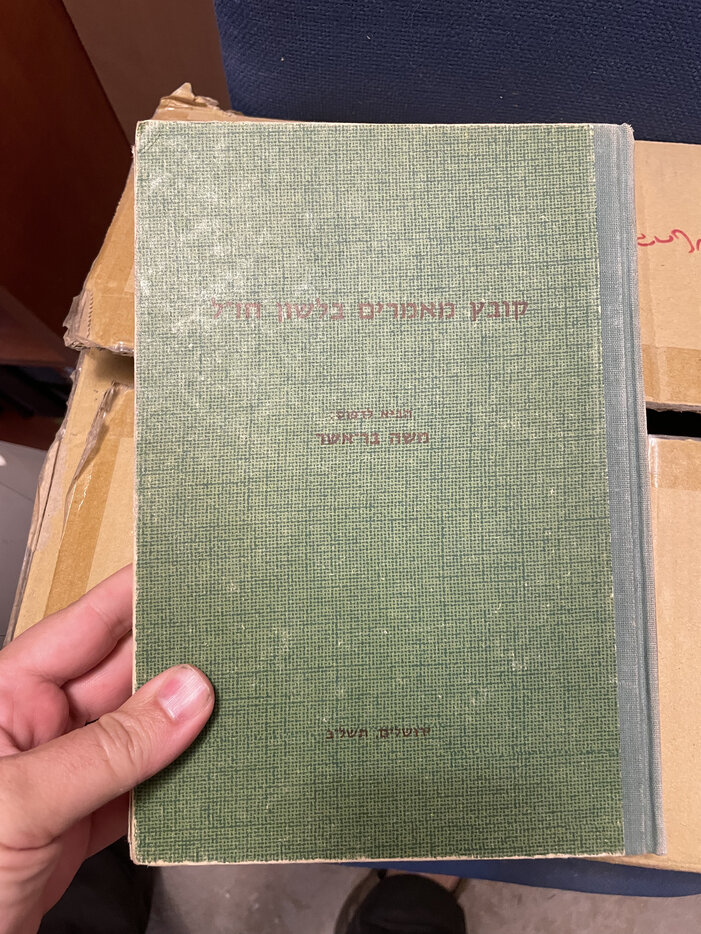 קובץ מאמרים בלשון חז״ל
הביא לדפוס
משה בר־אשר
ירושלים תשל״ב